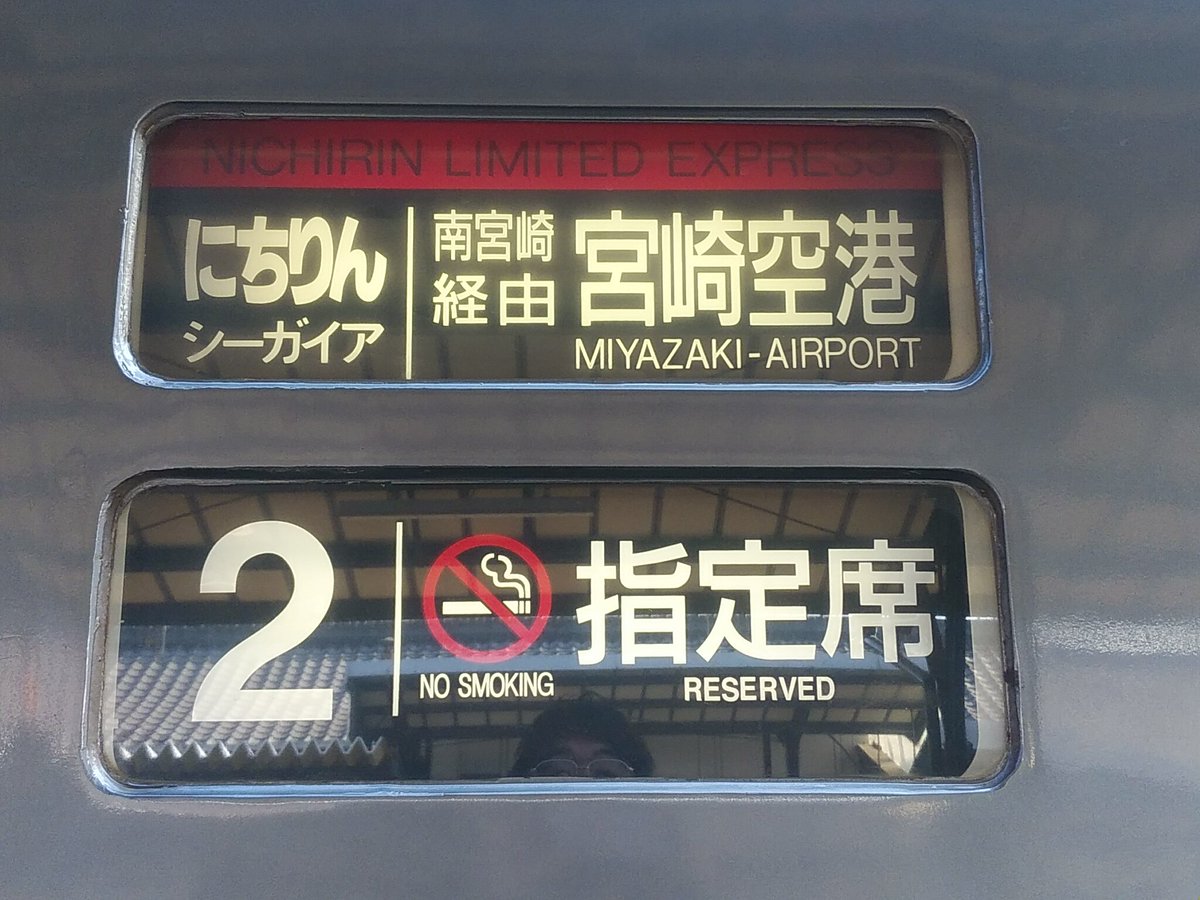 NICHIRIN LIMITED EXPRESS
にちりん
シーガイア
南宮崎
経由
宮崎空港
MIYAZAKI-AIRPORT
2
NO SMOKING
指定席
RESERVED